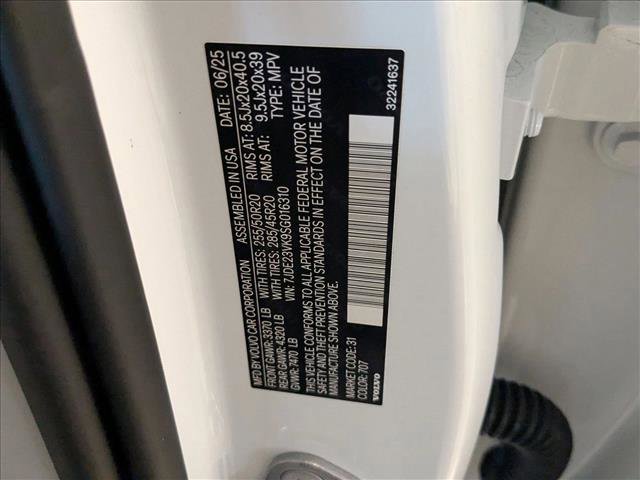 MFD BY VOLVO CAR CORPORATION ASSEMBLED IN USA DATE: 06/25
FRONT GAWR: 3370 LB WITH TIRES: 255/50R20 RIMS AT: 8.5Jx20x40.5
REAR GAWR: 4320 LB WITH TIRES: 285/45R20 RIMS AT: 9.5Jx20x39
GVWR: 7470 LB VIN: 7JDE23VK9SG016310 TYPE: MPV
THIS VEHICLE CONFORMS TO ALL APPLICABLE FEDERAL MOTOR VEHICLE
SAFETY AND THEFT PREVENTION STANDARDS IN EFFECT ON THE DATE OF
MANUFACTURE SHOWN ABOVE.
MARKET CODE: 31
COLOR: 707
VOLVO 32241637